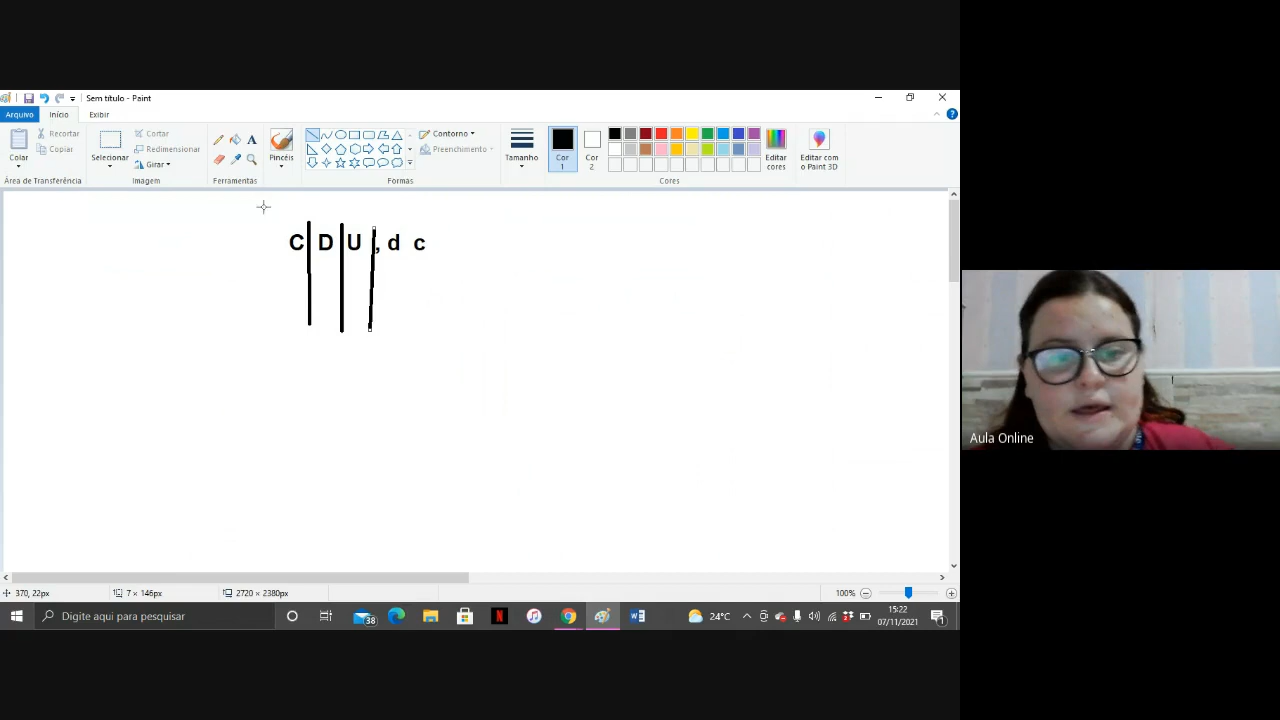 Sem título - Paint
Arquivo Início Exibir
Colar
Recortar
Copiar
Área de Transferência
Selecionar
Cortar
Redimensionar
Girar
Imagem
A
Ferramentas
Pincéis
Contorno
Preenchimento
Formas
Tamanho
Cor
1
Cor
2
Editar
cores
Editar com
o Paint 3D
Cores
C D U , d c
Aula Online
370, 22px 7 × 146px 2720 × 2380px 100%
Digite aqui para pesquisar
38
N
W
24°C
15:22
07/11/2021
1